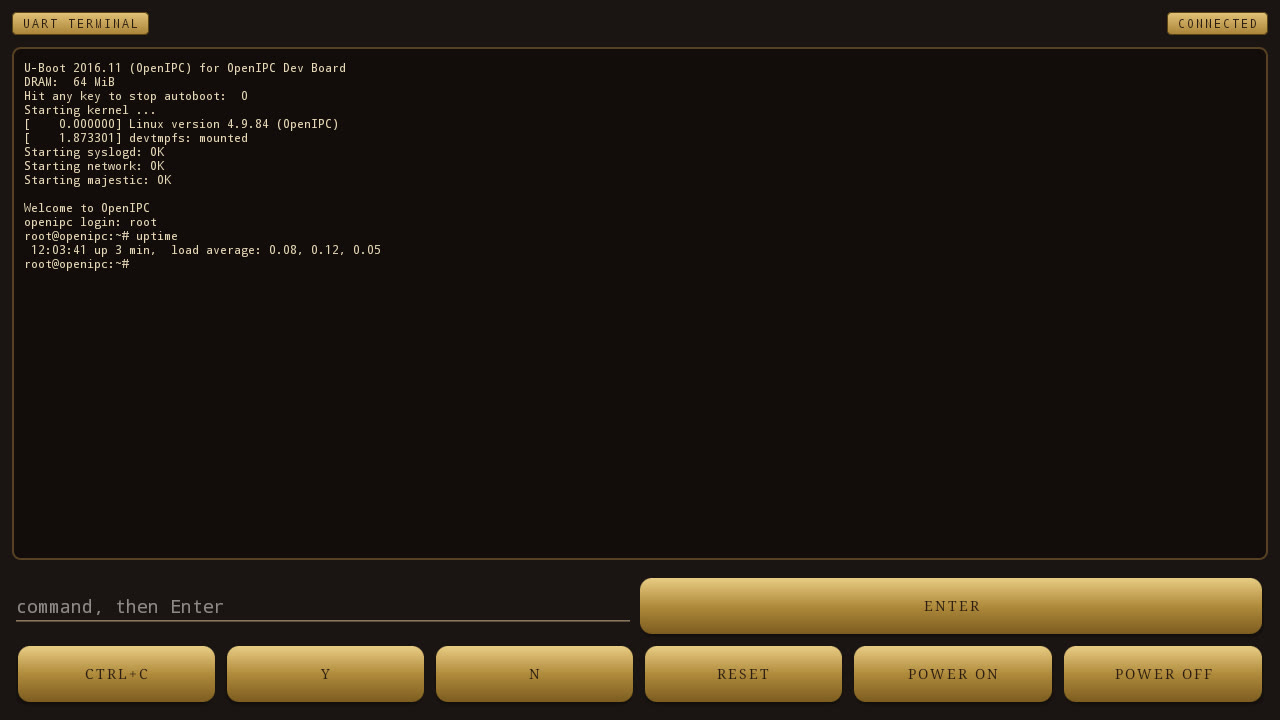 UART TERMINAL
CONNECTED
U-Boot 2016.11 (OpenIPC) for OpenIPC Dev Board
DRAM:  64 MiB
Hit any key to stop autoboot:  0
Starting kernel ...
[    0.000000] Linux version 4.9.84 (OpenIPC)
[    1.873301] devtmpfs: mounted
Starting syslogd: OK
Starting network: OK
Starting majestic: OK
Welcome to OpenIPC
openipc login: root
root@openipc:~# uptime
 12:03:41 up 3 min,  load average: 0.08, 0.12, 0.05
root@openipc:~#
command, then Enter
ENTER
CTRL+C
Y
N
RESET
POWER ON
POWER OFF